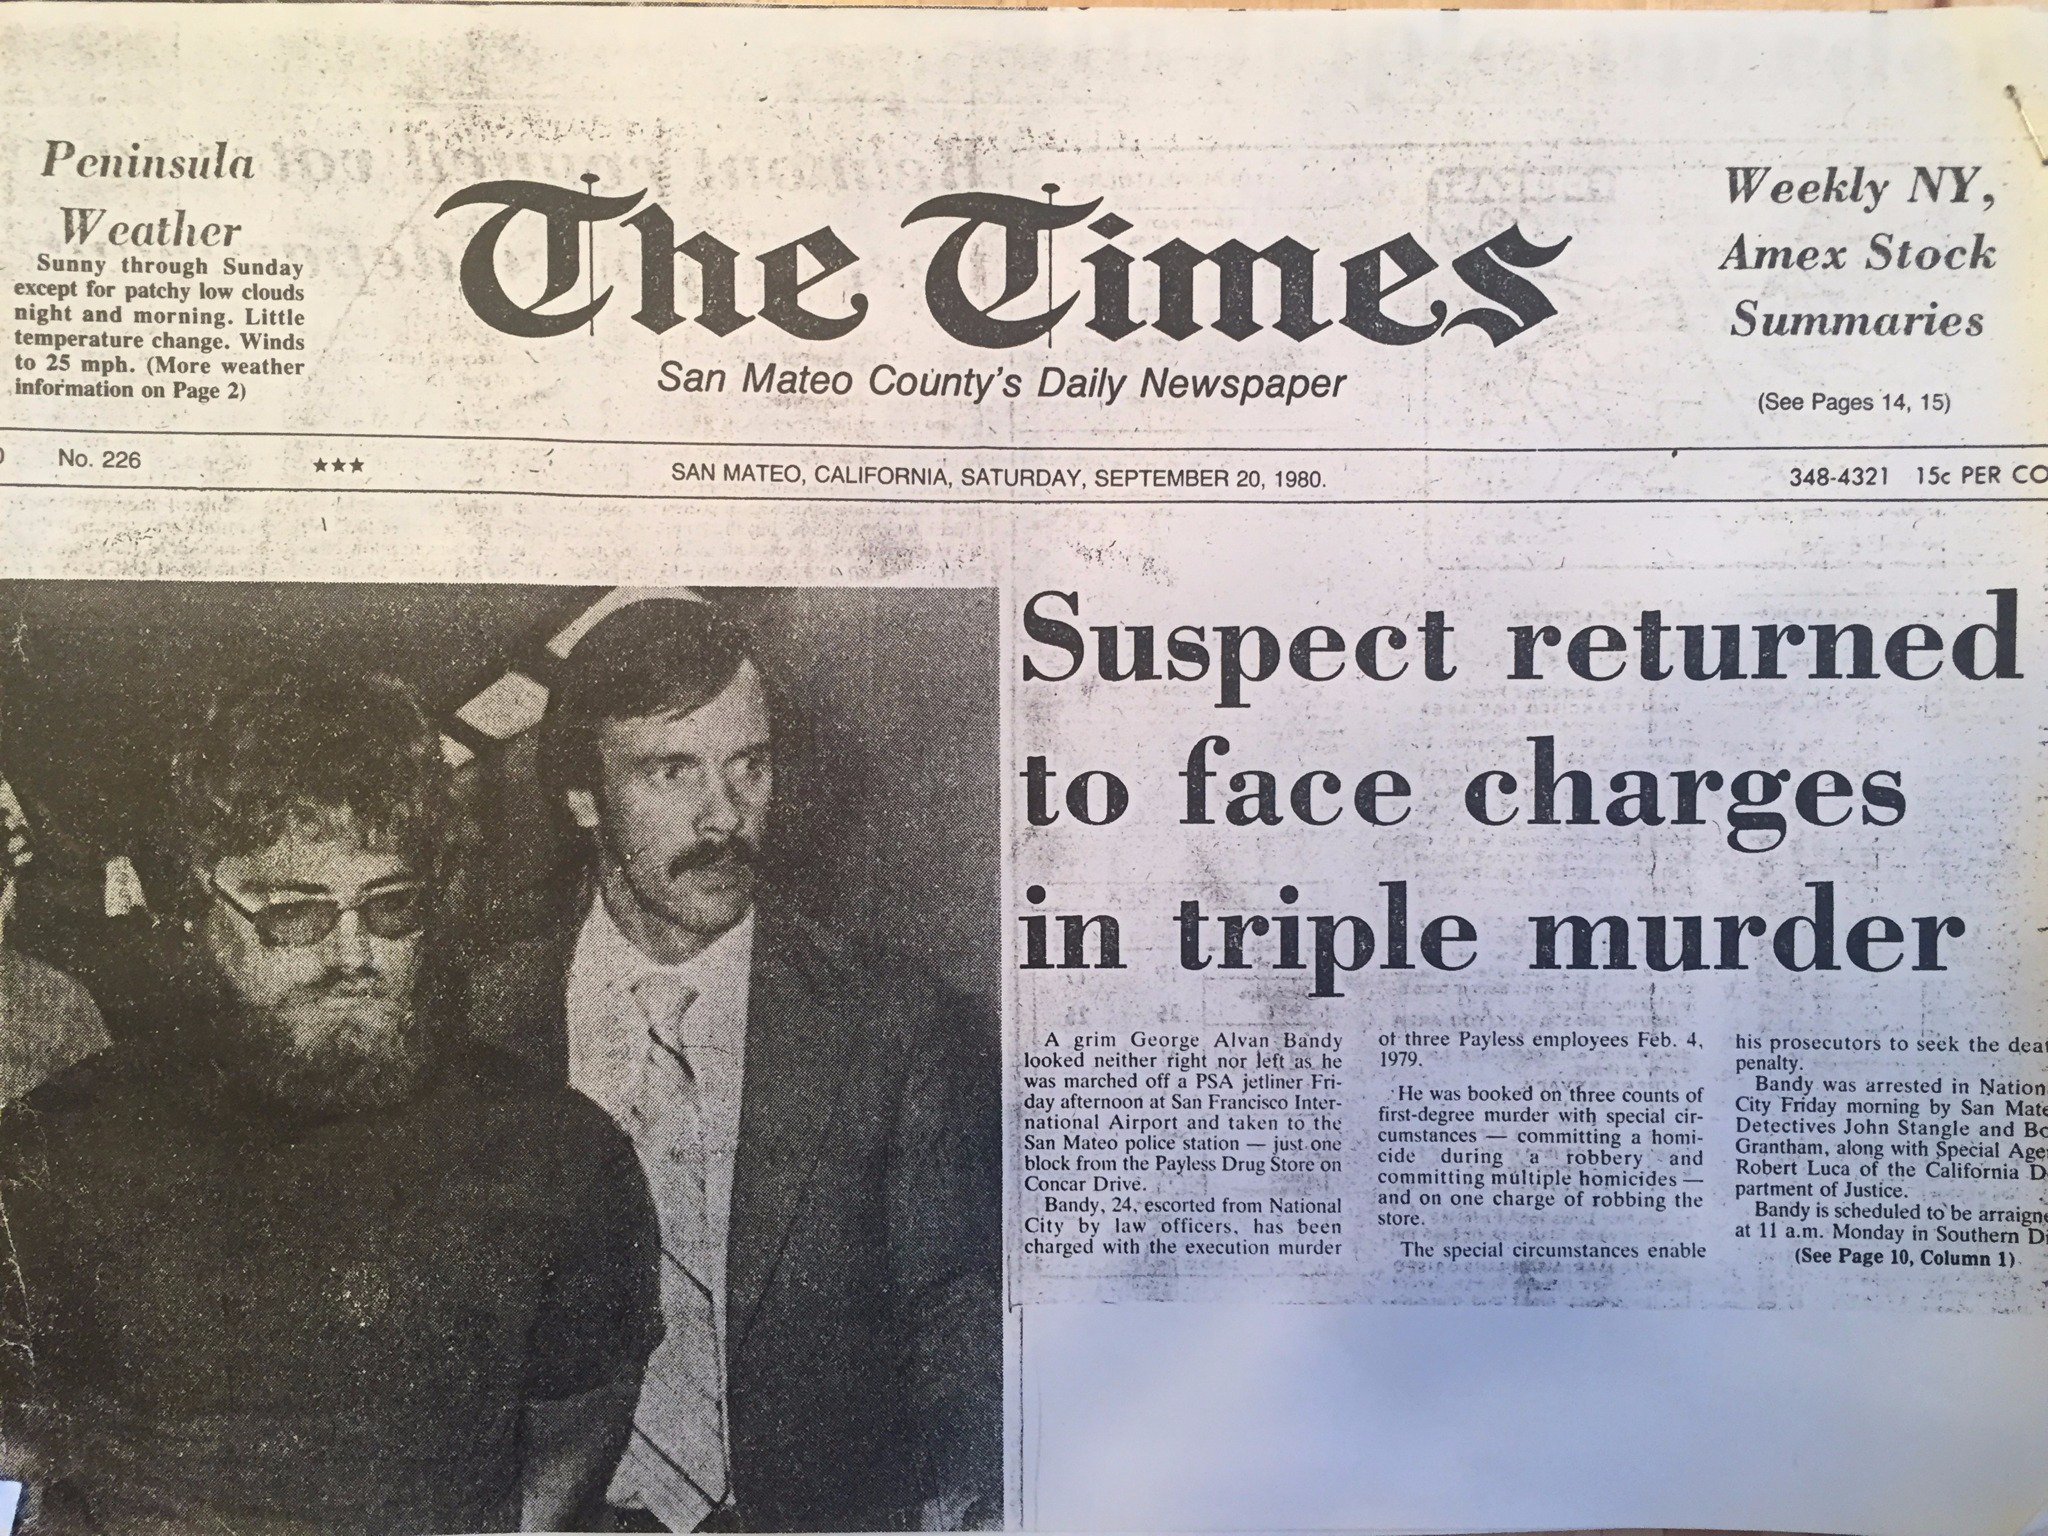 Peninsula
Weather
Sunny through Sunday
except for patchy low clouds
night and morning. Little
temperature change. Winds
to 25 mph. (More weather
information on Page 2)
The Times
San Mateo County's Daily Newspaper
Weekly NY,
Amex Stock
Summaries
(See Pages 14, 15)
No. 226 ★★★ SAN MATEO, CALIFORNIA, SATURDAY, SEPTEMBER 20, 1980. 348-4321 15c PER CO
Suspect returned
to face charges
in triple murder
A grim George Alvan Bandy
looked neither right nor left as he
was marched off a PSA jetliner Fri-
day afternoon at San Francisco Inter-
national Airport and taken to the
San Mateo police station — just one
block from the Payless Drug Store on
Concar Drive.
Bandy, 24, escorted from National
City by law officers, has been
charged with the execution murder
of three Payless employees Feb. 4,
1979.
He was booked on three counts of
first-degree murder with special cir-
cumstances — committing a homi-
cide during a robbery and
committing multiple homicides —
and on one charge of robbing the
store.
The special circumstances enable
his prosecutors to seek the dea
penalty.
Bandy was arrested in Nation
City Friday morning by San Mate
Detectives John Stangle and Bo
Grantham, along with Special Age
Robert Luca of the California D
partment of Justice.
Bandy is scheduled to be arraigne
at 11 a.m. Monday in Southern Di
(See Page 10, Column 1)